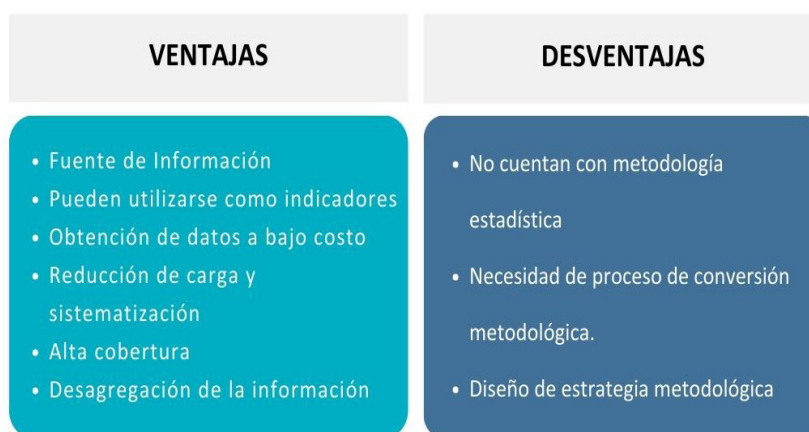 VENTAJAS
• Fuente de Información
• Pueden utilizarse como indicadores
• Obtención de datos a bajo costo
• Reducción de carga y
sistematización
• Alta cobertura
• Desagregación de la información
DESVENTAJAS
• No cuentan con metodología
estadística
• Necesidad de proceso de conversión
metodológica.
• Diseño de estrategia metodológica